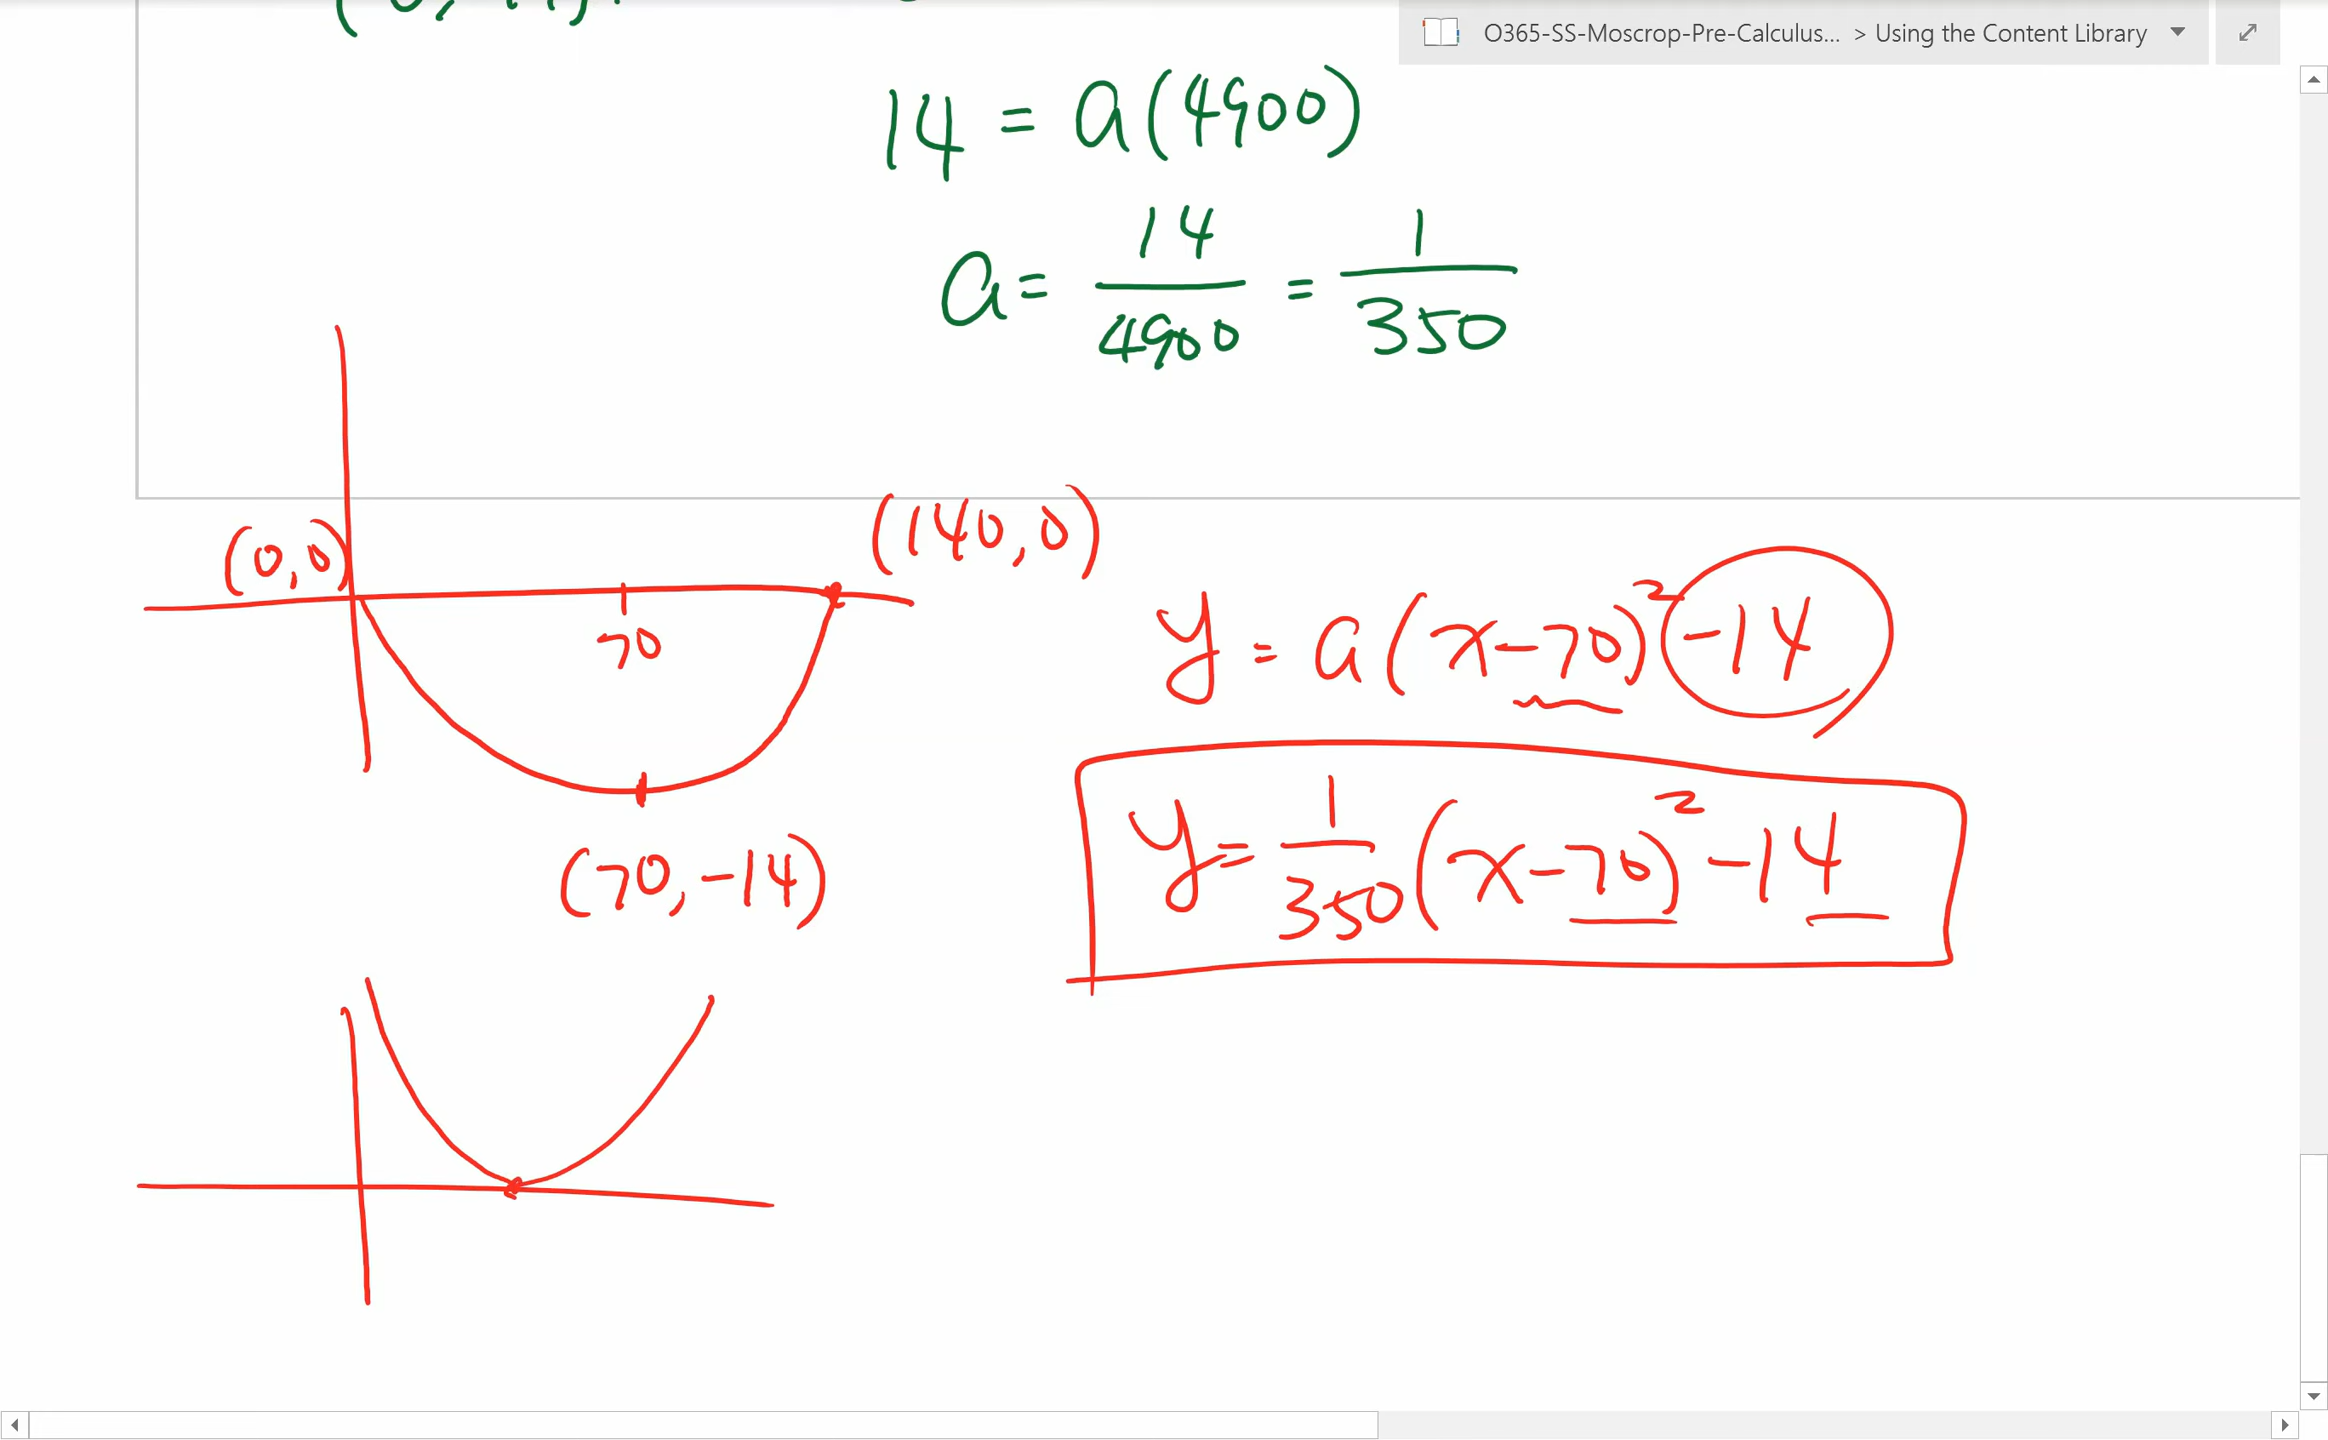 O365-SS-Moscrop-Pre-Calculus... > Using the Content Library
14 = a(4900)
a = 14/4900 = 1/350
(0,0)
(140,0)
70
(70,-14)
y = a(x-70)² -14
y = 1/350 (x-70)² -14